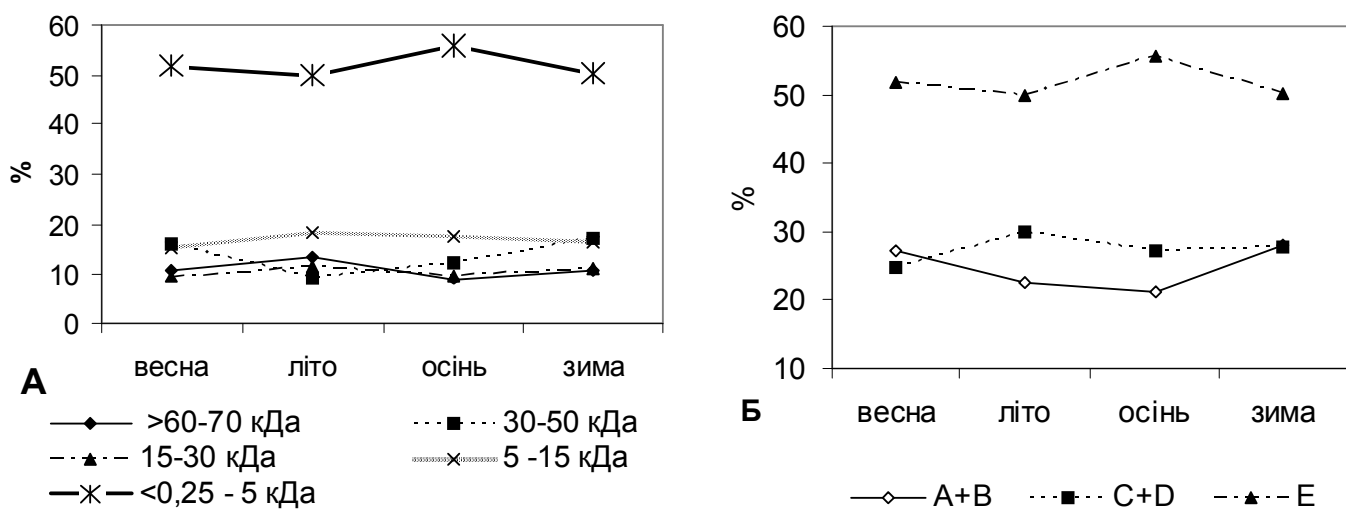 60
50
40
30
20
10
0
%
весна літо осінь зима
А
>60-70 кДа 30-50 кДа
15-30 кДа 5 -15 кДа
<0,25 - 5 кДа
60
50
40
30
20
10
%
весна літо осінь зима
Б
A+B C+D E